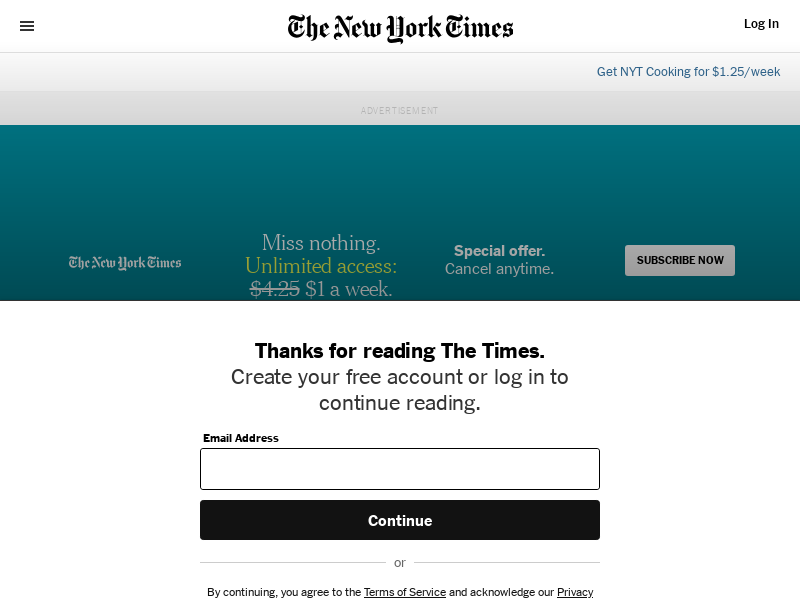 The New York Times
Log In
Get NYT Cooking for $1.25/week
ADVERTISEMENT
The New York Times
Miss nothing.
Unlimited access:
$4.25 $1 a week.
Special offer.
Cancel anytime.
SUBSCRIBE NOW
Thanks for reading The Times.
Create your free account or log in to
continue reading.
Email Address
Continue
or
By continuing, you agree to the Terms of Service and acknowledge our Privacy